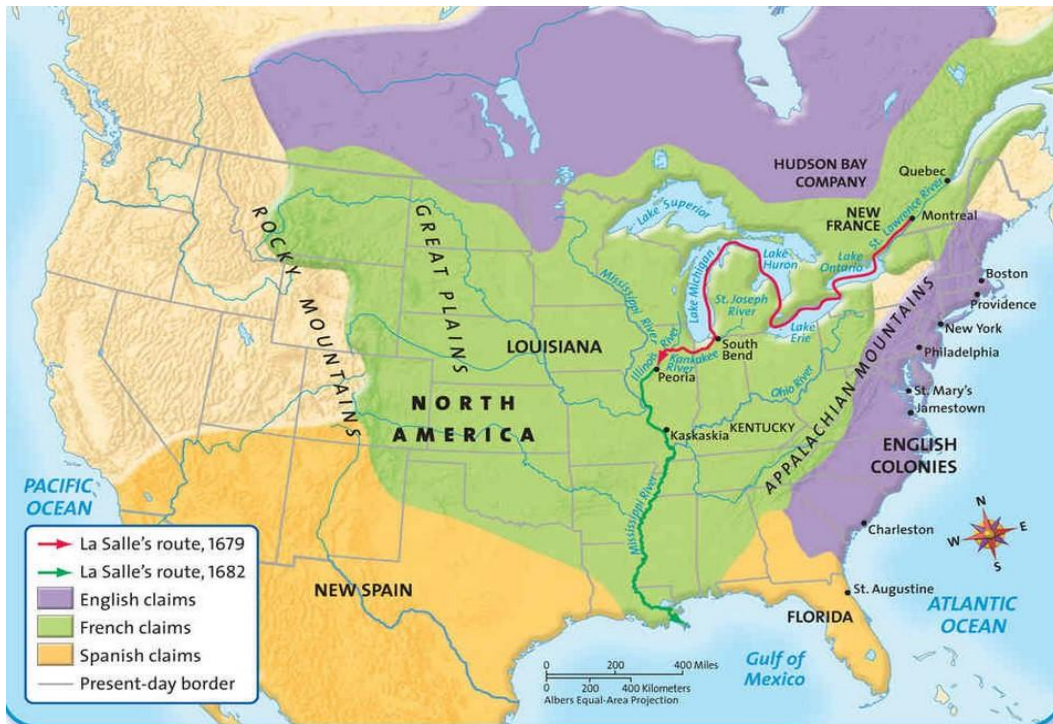 HUDSON BAY
COMPANY
Quebec
NEW
FRANCE
St. Lawrence River
Montreal
Lake Superior
Lake
Huron
Lake
Ontario
Lake Michigan
ROCKY MOUNTAINS
GREAT PLAINS
Mississippi River
St. Joseph
River
Lake
Erie
Boston
Providence
New York
Philadelphia
St. Mary's
Jamestown
LOUISIANA
Illinois River
Kankakee
River
South
Bend
Peoria
Ohio River
APPALACHIAN MOUNTAINS
NORTH
AMERICA
Kaskaskia
KENTUCKY
ENGLISH
COLONIES
PACIFIC
OCEAN
Mississippi River
Charleston
N
E
S
W
La Salle's route, 1679
La Salle's route, 1682
English claims
French claims
Spanish claims
Present-day border
NEW SPAIN
St. Augustine
FLORIDA
ATLANTIC
OCEAN
Gulf of
Mexico
0 200 400 Miles
0 200 400 Kilometers
Albers Equal-Area Projection